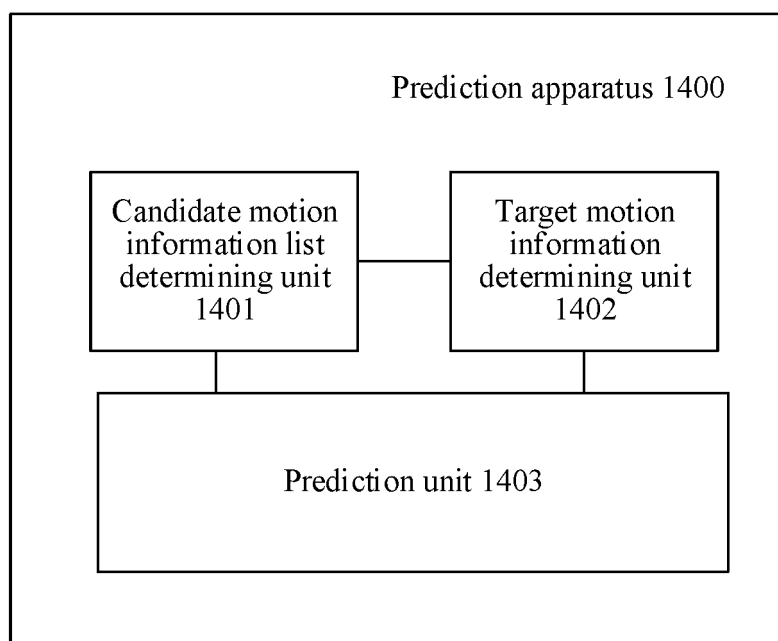 Prediction apparatus 1400
Candidate motion
information list
determining unit
1401
Target motion
information
determining unit
1402
Prediction unit 1403